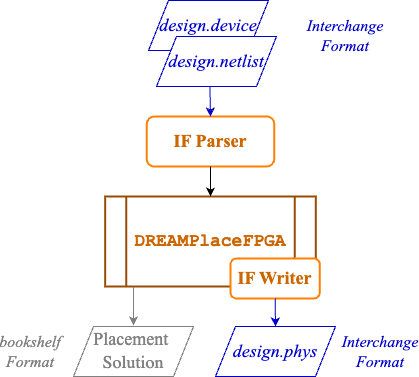 design.device
Interchange
Format
design.netlist
IF Parser
DREAMPlaceFPGA
IF Writer
bookshelf
Format
Placement
Solution
design.phys
Interchange
Format